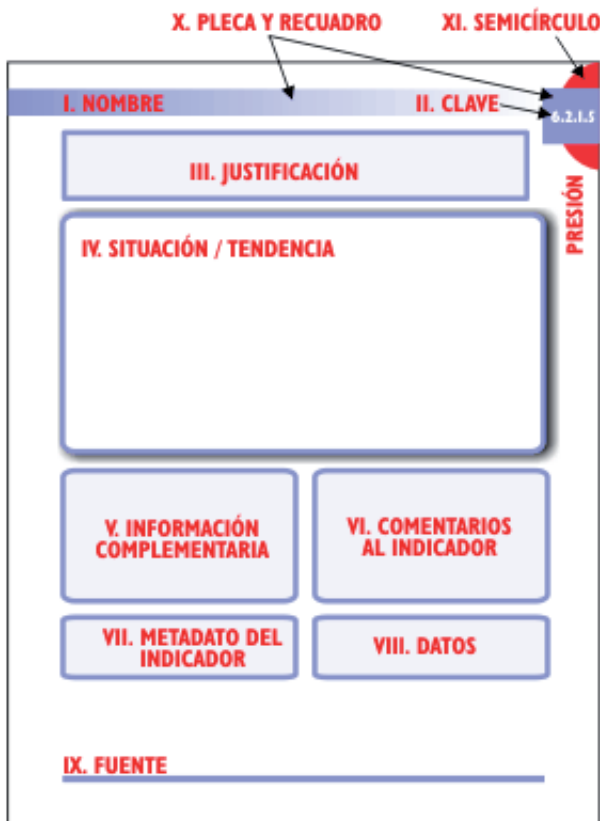 X. PLECA Y RECUADRO
XI. SEMICÍRCULO
I. NOMBRE
II. CLAVE
6.2.1.5
III. JUSTIFICACIÓN
PRESIÓN
IV. SITUACIÓN / TENDENCIA
V. INFORMACIÓN
COMPLEMENTARIA
VI. COMENTARIOS
AL INDICADOR
VII. METADATO DEL
INDICADOR
VIII. DATOS
IX. FUENTE